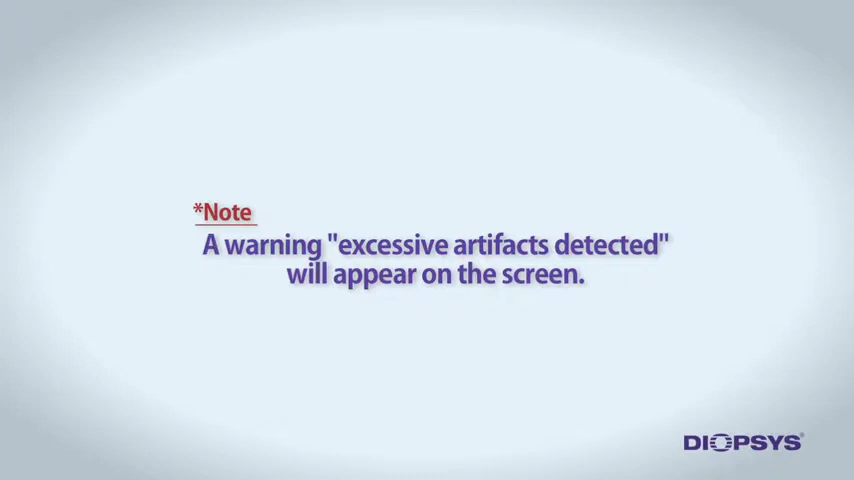 *Note
A warning "excessive artifacts detected"
will appear on the screen.
DIOPSYS®